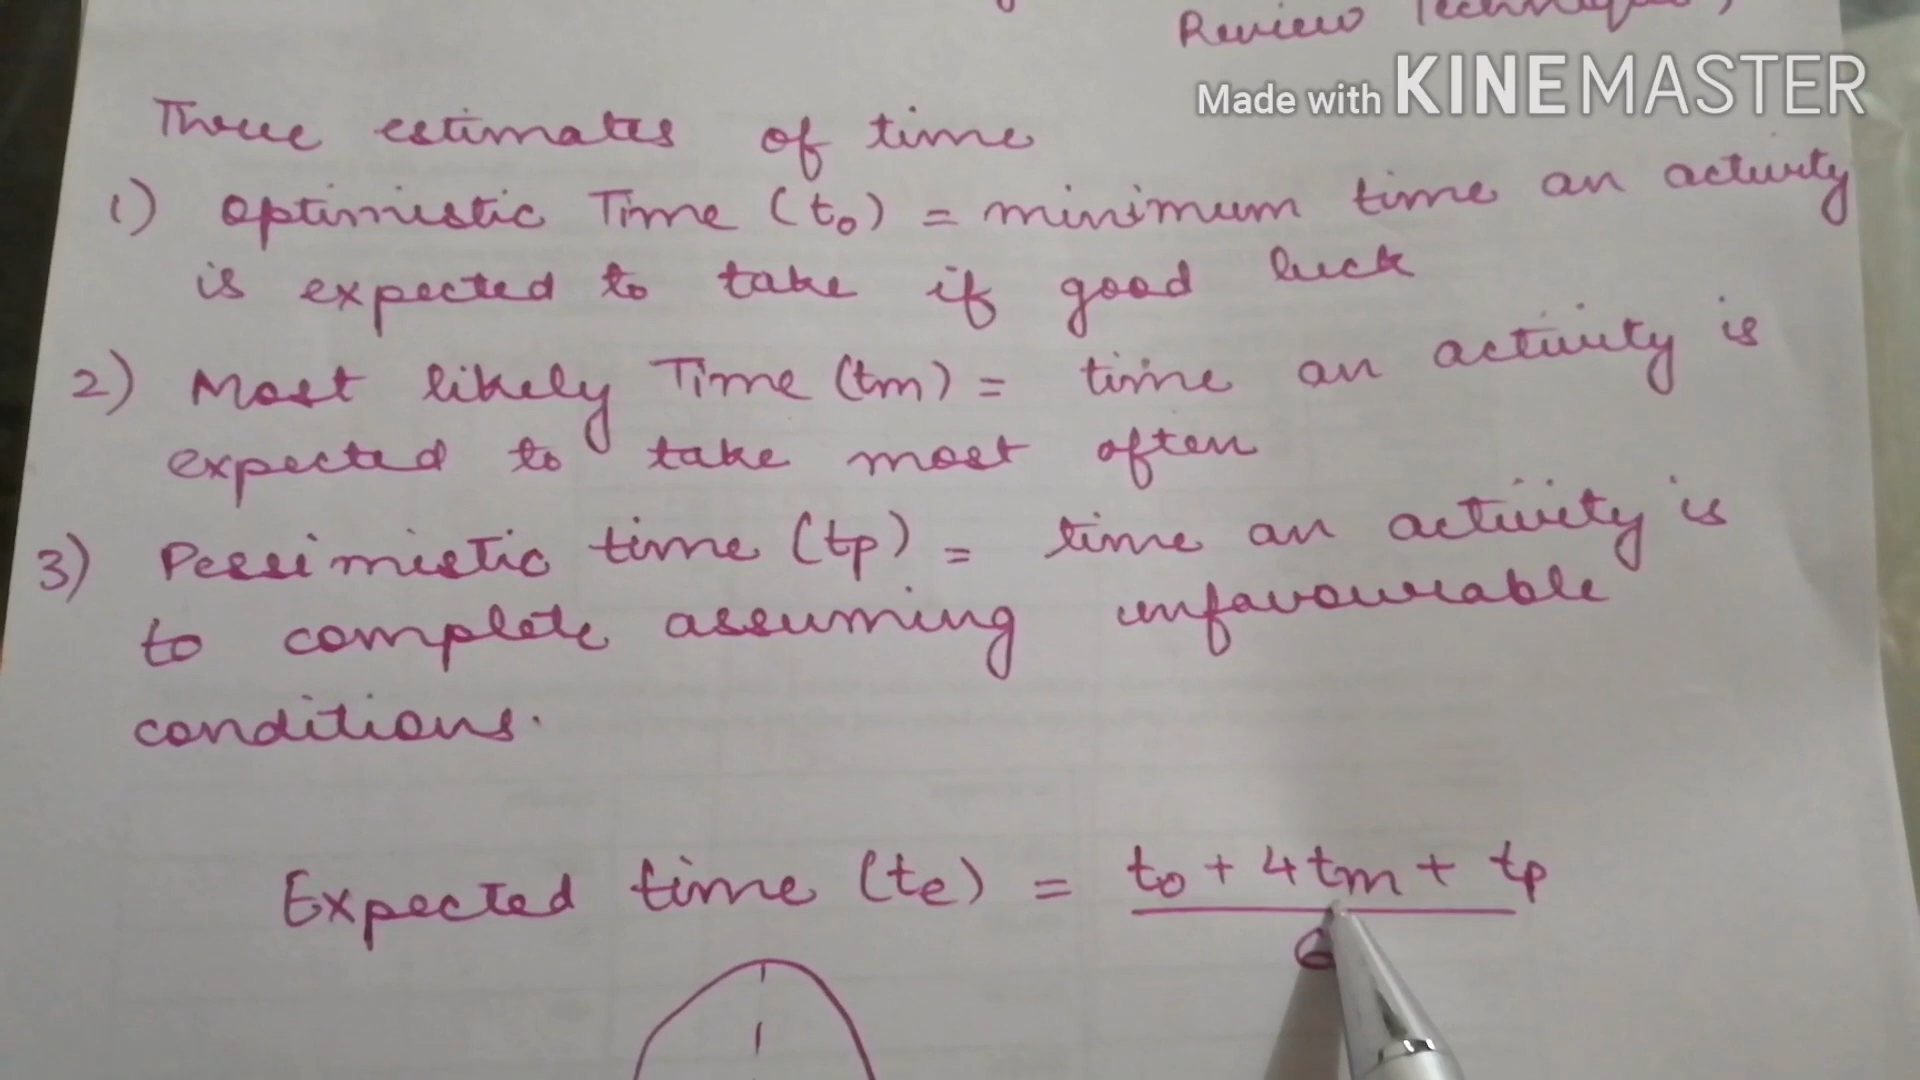 Review Technique)
Made with KINEMASTER
Three estimates of time
1) Optimistic Time (to) = minimum time an activity
is expected to take if good luck
2) Most likely Time (tm) = time an activity is
expected to take most often
3) Pessimistic time (tp) = time an activity is
to complete assuming unfavourable
conditions.
Expected time (te) = to + 4tm + tp
6